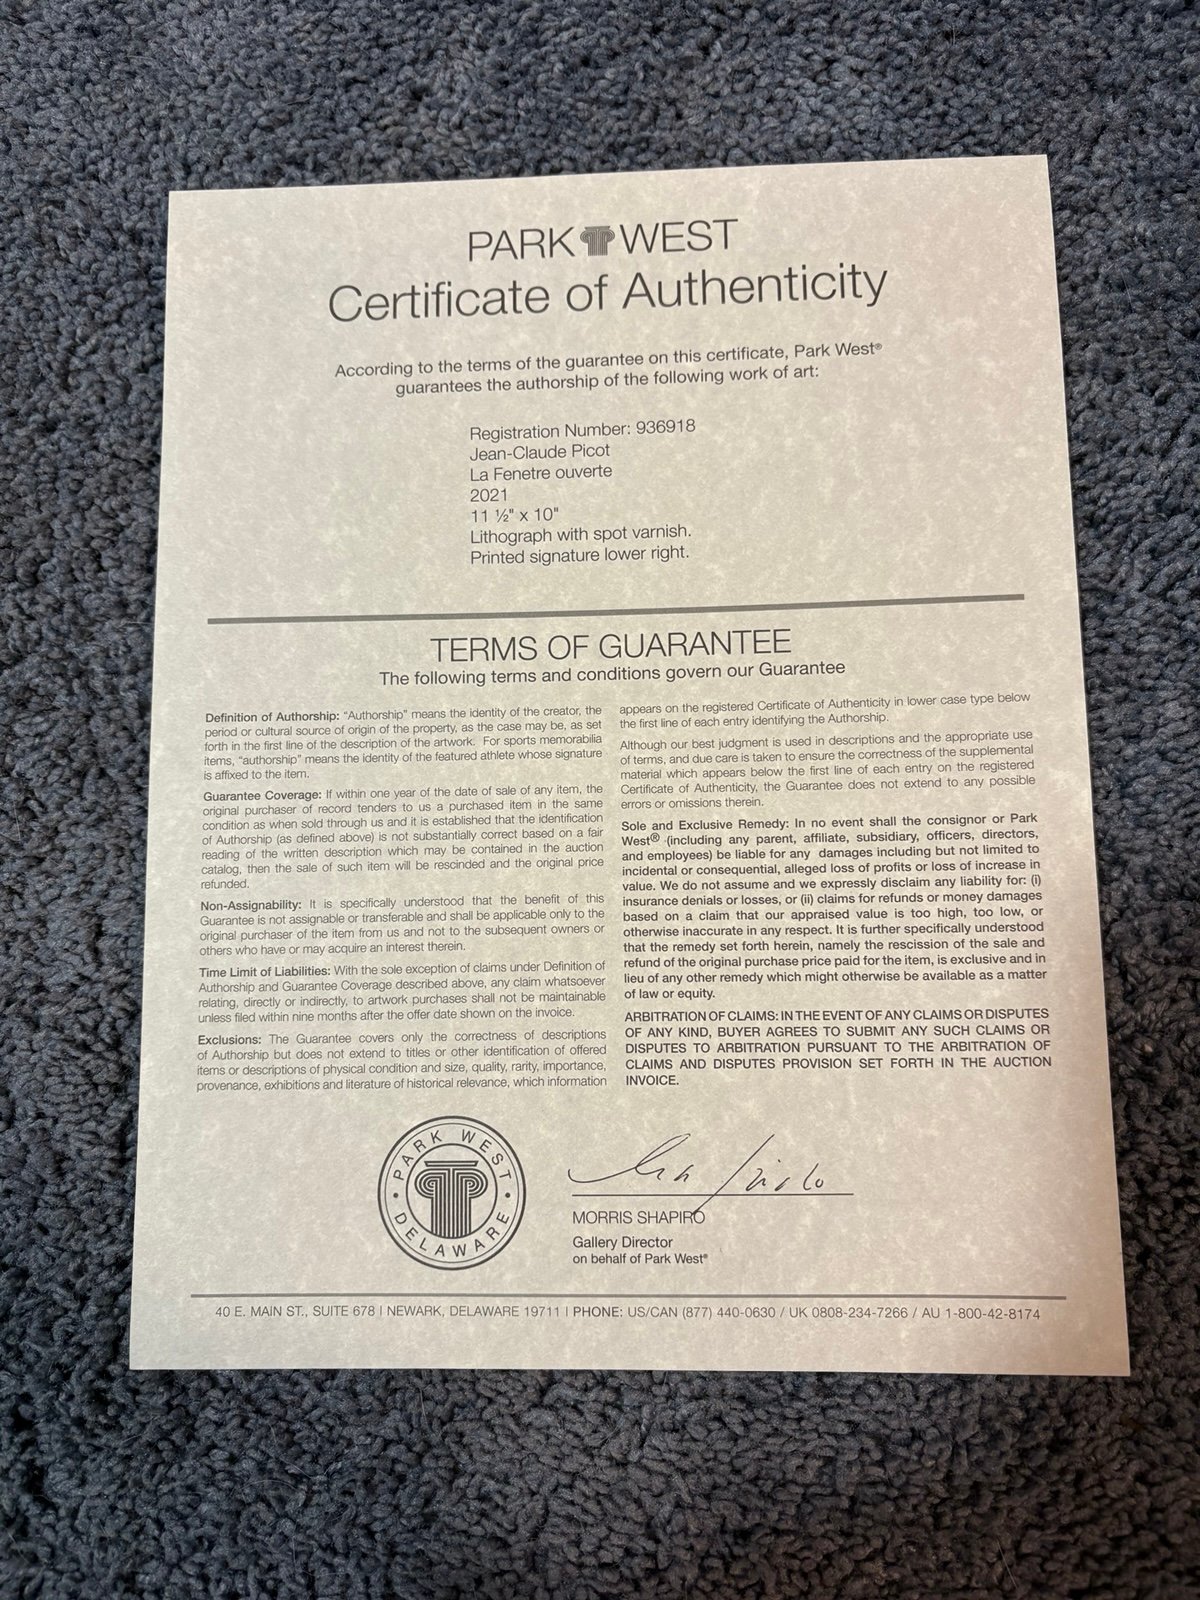 PARK WEST
Certificate of Authenticity
According to the terms of the guarantee on this certificate, Park West®
guarantees the authorship of the following work of art:
Registration Number: 936918
Jean-Claude Picot
La Fenetre ouverte
2021
11 ½" x 10"
Lithograph with spot varnish.
Printed signature lower right.
TERMS OF GUARANTEE
The following terms and conditions govern our Guarantee
Definition of Authorship: “Authorship” means the identity of the creator, the
period or cultural source of origin of the property, as the case may be, as set
forth in the first line of the description of the artwork. For sports memorabilia
items, “authorship” means the identity of the featured athlete whose signature
is affixed to the item.
Guarantee Coverage: If within one year of the date of sale of any item, the
original purchaser of record tenders to us a purchased item in the same
condition as when sold through us and it is established that the identification
of Authorship (as defined above) is not substantially correct based on a fair
reading of the written description which may be contained in the auction
catalog, then the sale of such item will be rescinded and the original price
refunded.
Non-Assignability: It is specifically understood that the benefit of this
Guarantee is not assignable or transferable and shall be applicable only to the
original purchaser of the item from us and not to the subsequent owners or
others who have or may acquire an interest therein.
Time Limit of Liabilities: With the sole exception of claims under Definition of
Authorship and Guarantee Coverage described above, any claim whatsoever
relating, directly or indirectly, to artwork purchases shall not be maintainable
unless filed within nine months after the offer date shown on the invoice.
Exclusions: The Guarantee covers only the correctness of descriptions
of Authorship but does not extend to titles or other identification of offered
items or descriptions of physical condition and size, quality, rarity, importance,
provenance, exhibitions and literature of historical relevance, which information
appears on the registered Certificate of Authenticity in lower case type below
the first line of each entry identifying the Authorship.
Although our best judgment is used in descriptions and the appropriate use
of terms, and due care is taken to ensure the correctness of the supplemental
material which appears below the first line of each entry on the registered
Certificate of Authenticity, the Guarantee does not extend to any possible
errors or omissions therein.
Sole and Exclusive Remedy: In no event shall the consignor or Park
West® (including any parent, affiliate, subsidiary, officers, directors,
and employees) be liable for any damages including but not limited to
incidental or consequential, alleged loss of profits or loss of increase in
value. We do not assume and we expressly disclaim any liability for: (i)
insurance denials or losses, or (ii) claims for refunds or money damages
based on a claim that our appraised value is too high, too low, or
otherwise inaccurate in any respect. It is further specifically understood
that the remedy set forth herein, namely the rescission of the sale and
refund of the original purchase price paid for the item, is exclusive and in
lieu of any other remedy which might otherwise be available as a matter
of law or equity.
ARBITRATION OF CLAIMS: IN THE EVENT OF ANY CLAIMS OR DISPUTES
OF ANY KIND, BUYER AGREES TO SUBMIT ANY SUCH CLAIMS OR
DISPUTES TO ARBITRATION PURSUANT TO THE ARBITRATION OF
CLAIMS AND DISPUTES PROVISION SET FORTH IN THE AUCTION
INVOICE.
PARK WEST
• DELAWARE •
MORRIS SHAPIRO
Gallery Director
on behalf of Park West®
40 E. MAIN ST., SUITE 678 | NEWARK, DELAWARE 19711 | PHONE: US/CAN (877) 440-0630 / UK 0808-234-7266 / AU 1-800-42-8174